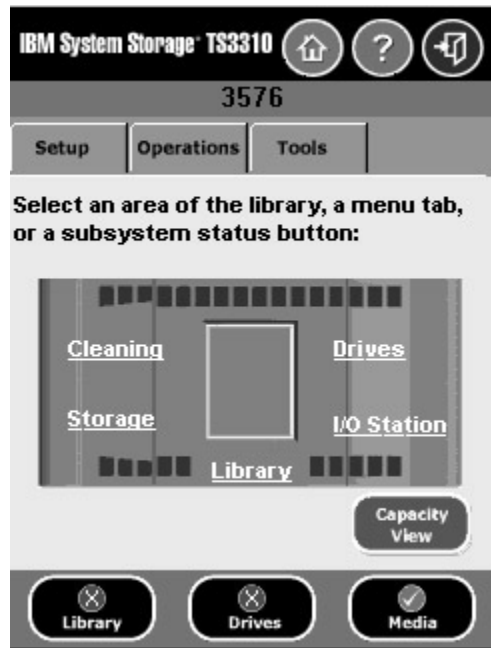 IBM System Storage® TS3310 ?
3576
Setup Operations Tools
Select an area of the library, a menu tab,
or a subsystem status button:
Cleaning Drives
Storage I/O Station
Library
Capacity
View
Library Drives Media